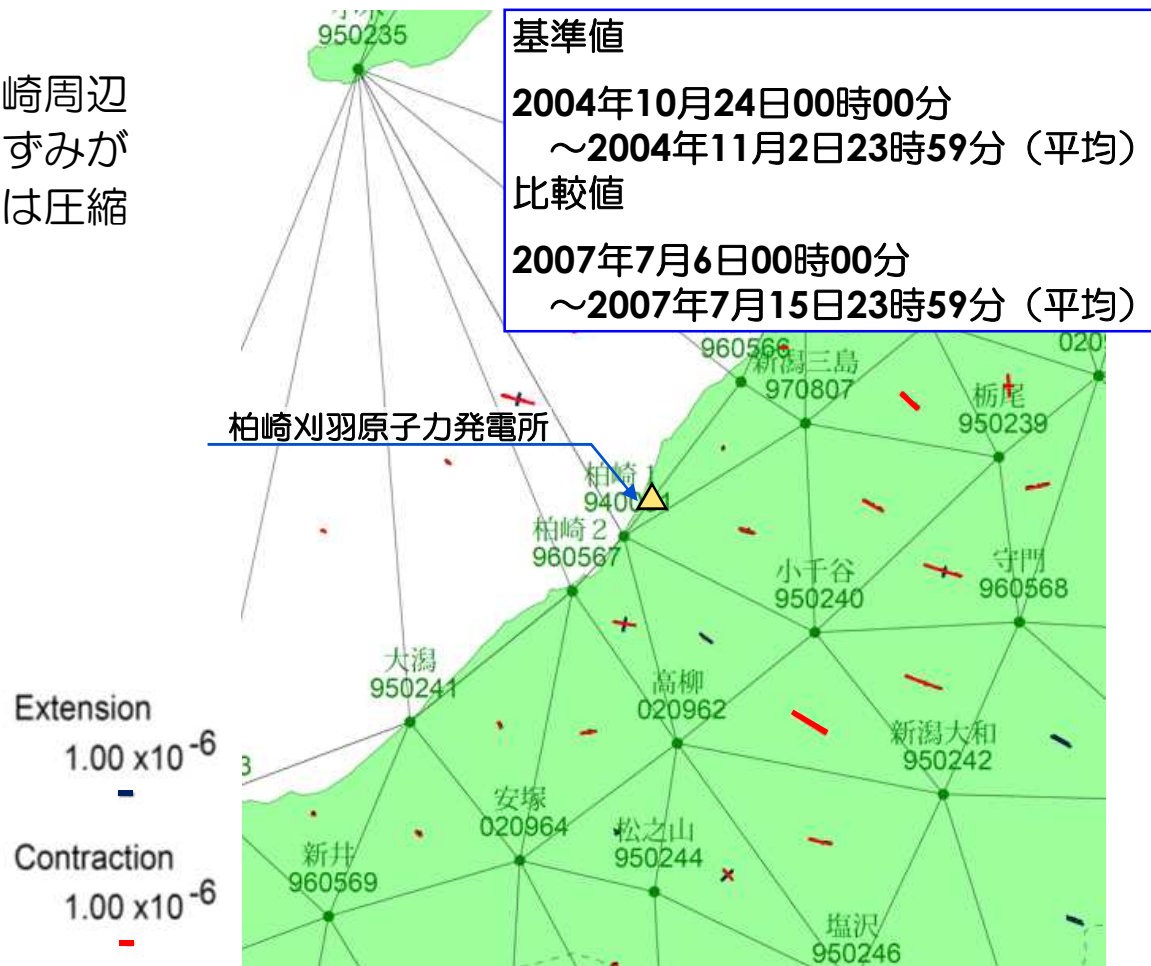 950235
崎周辺
ずみが
は圧縮
基準値
2004年10月24日00時00分
～2004年11月2日23時59分（平均）
比較値
2007年7月6日00時00分
～2007年7月15日23時59分（平均）
960566
新潟三島
970807
栃尾
950239
柏崎刈羽原子力発電所
柏崎１
柏崎２
960567
小千谷
950240
守門
960568
大潟
950241
高柳
020962
新潟大和
950242
Extension
1.00 x10⁻⁶
Contraction
1.00 x10⁻⁶
安塚
020964
松之山
950244
新井
960569
塩沢
950246